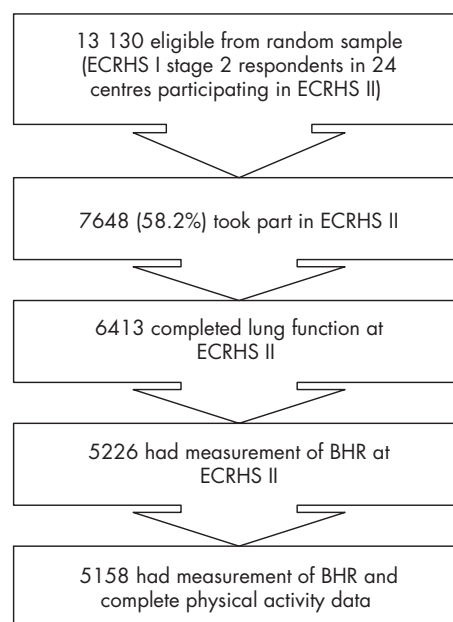 13 130 eligible from random sample
(ECRHS I stage 2 respondents in 24
centres participating in ECRHS II)
7648 (58.2%) took part in ECRHS II
6413 completed lung function at
ECRHS II
5226 had measurement of BHR at
ECRHS II
5158 had measurement of BHR and
complete physical activity data